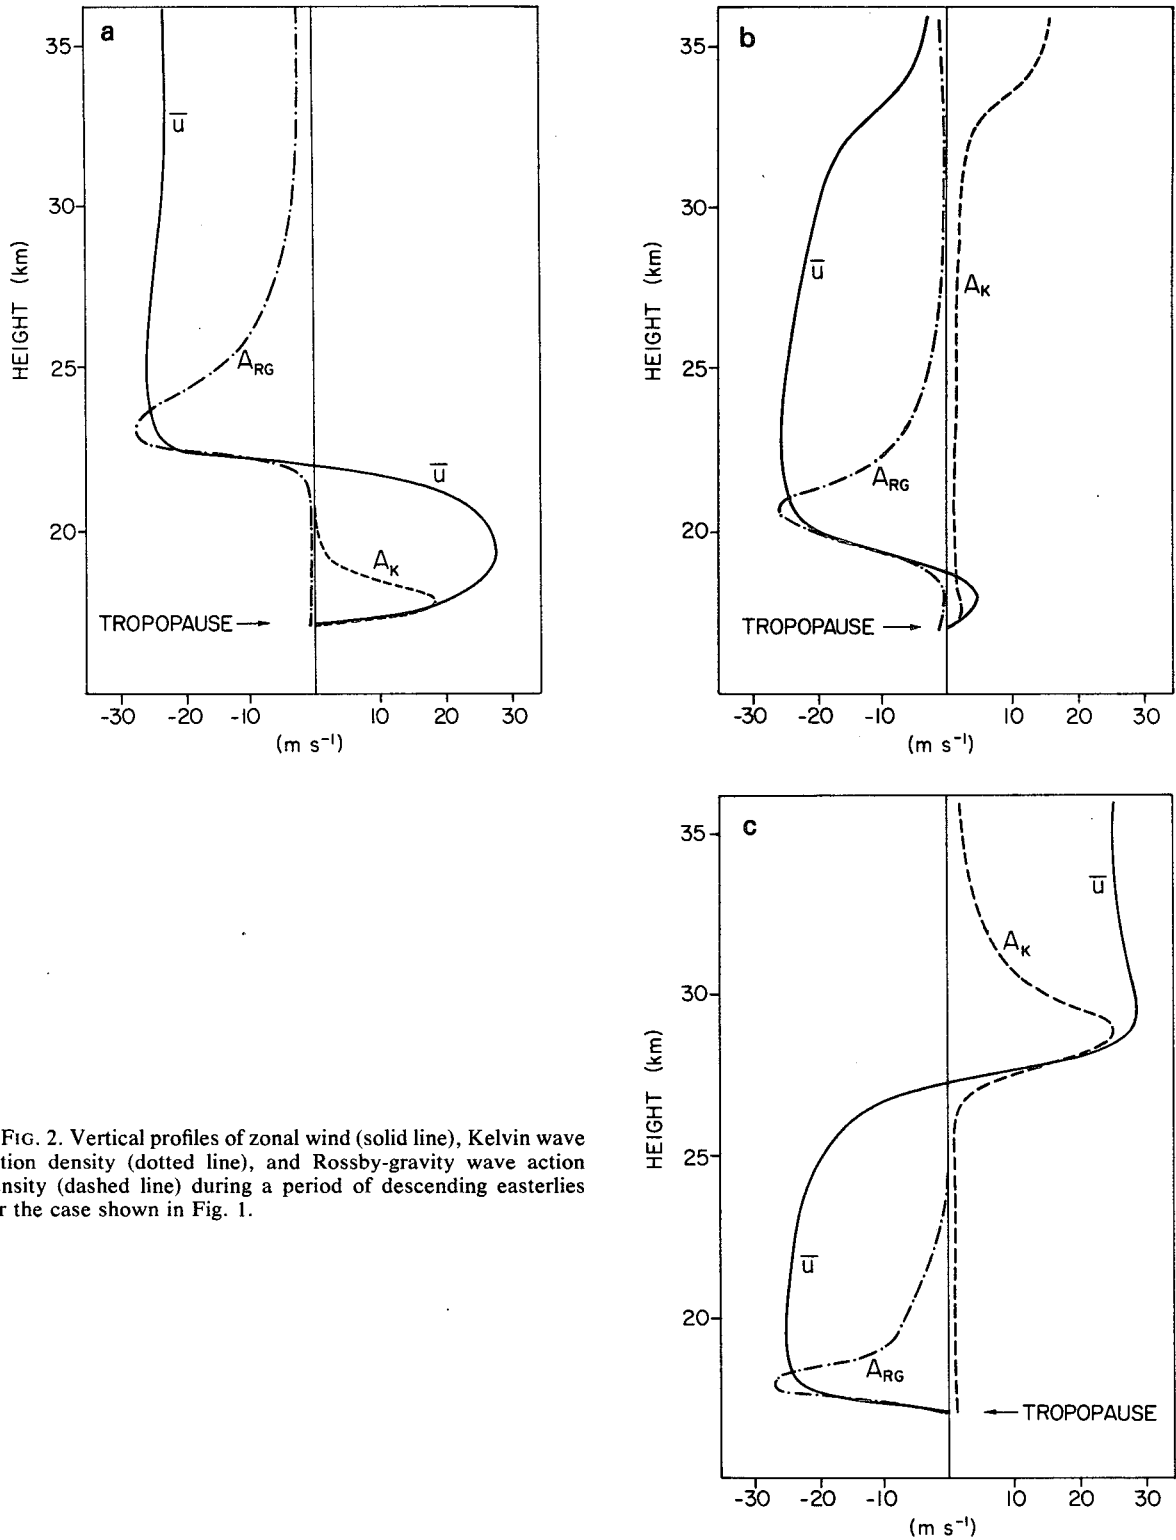 a
35
30
25
20
HEIGHT (km)
u̅
A_RG
u̅
A_K
TROPOPAUSE
-30 -20 -10 10 20 30
(m s⁻¹)
b
35
30
25
20
HEIGHT (km)
u̅
A_K
A_RG
TROPOPAUSE
-30 -20 -10 10 20 30
(m s⁻¹)
c
35
30
25
20
HEIGHT (km)
u̅
A_K
u̅
A_RG
TROPOPAUSE
-30 -20 -10 10 20 30
(m s⁻¹)
FIG. 2. Vertical profiles of zonal wind (solid line), Kelvin wave
tion density (dotted line), and Rossby-gravity wave action
nsity (dashed line) during a period of descending easterlies
r the case shown in Fig. 1.